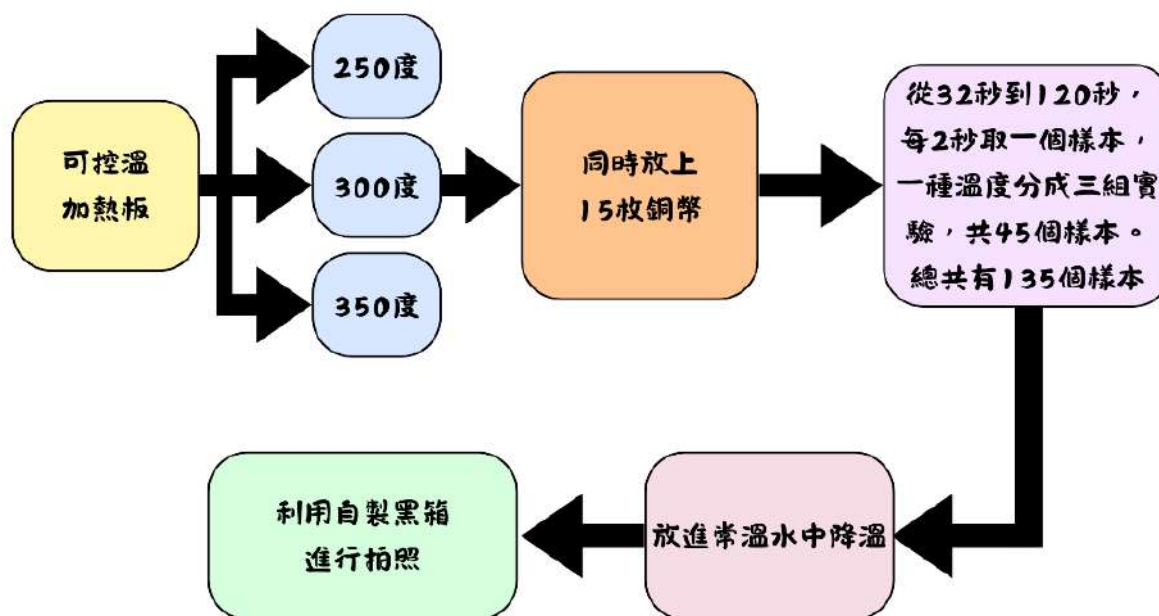 可控溫
加熱板
250度
300度
350度
同時放上
15枚銅幣
從32秒到120秒，
每2秒取一個樣本，
一種溫度分成三組實
驗，共45個樣本。
總共有135個樣本
放進常溫水中降溫
利用自製黑箱
進行拍照